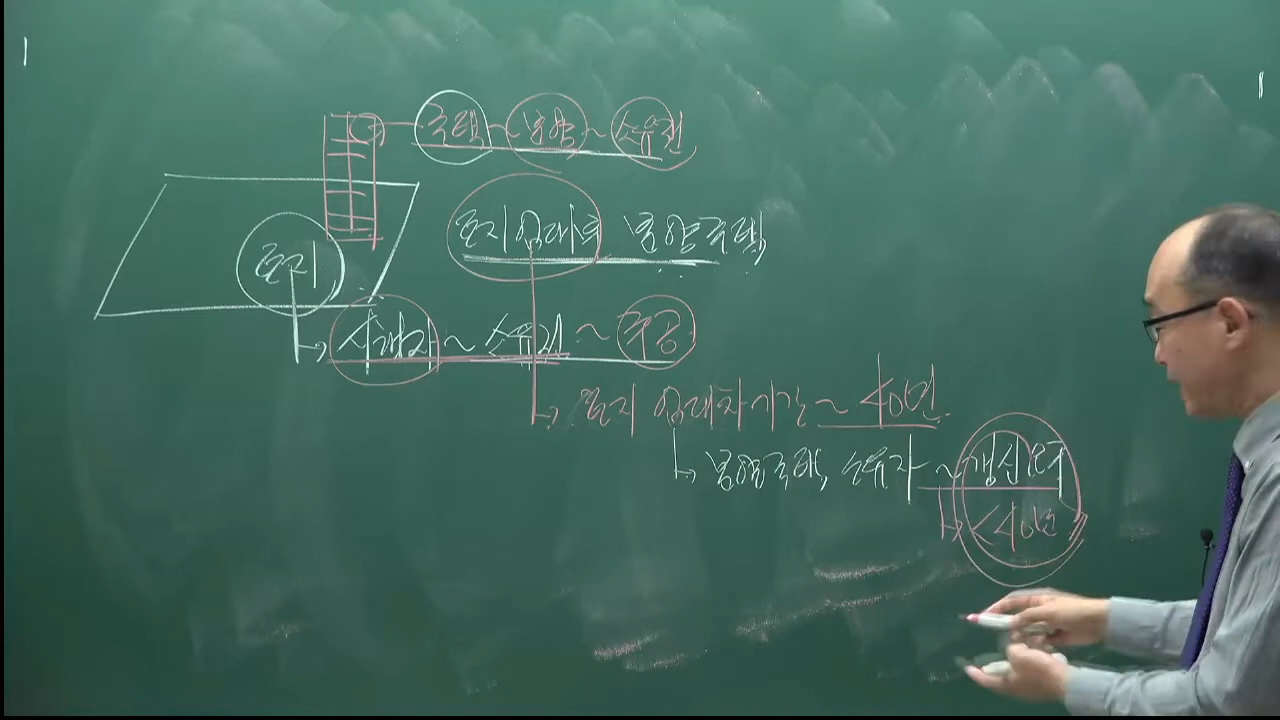 주택 ~ 분양 ~ 소유권
토지임대부 분양주택
토지
사업자 ~ 소유권 ~ 주공
토지 임대차기간 ~ 40년
분양주택 소유자 ~ 갱신요구
<40년